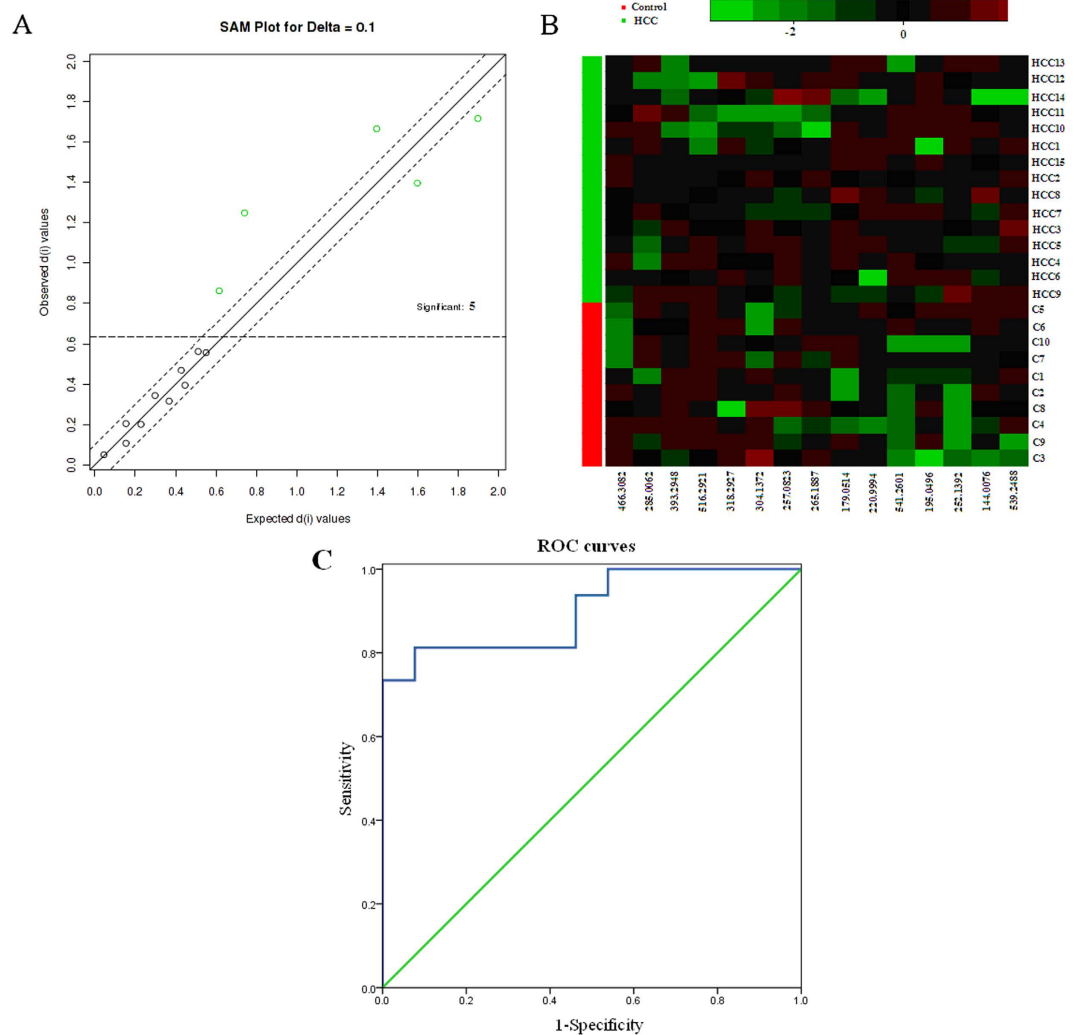 A
SAM Plot for Delta = 0.1
2.0
1.8
1.6
1.4
1.2
1.0
0.8
0.6
0.4
0.2
0.0
Observed d(i) values
Significant: 5
0.0 0.2 0.4 0.6 0.8 1.0 1.2 1.4 1.6 1.8 2.0
Expected d(i) values
B
Control
HCC
-2 0
HCC13
HCC12
HCC14
HCC11
HCC10
HCC1
HCC15
HCC2
HCC8
HCC7
HCC3
HCC5
HCC4
HCC6
HCC9
C5
C6
C10
C7
C1
C2
C8
C4
C9
C3
466.3082
285.0062
393.2948
516.2921
318.2927
304.1372
257.0823
265.1887
179.0514
220.9994
541.2601
195.0496
252.1392
144.0076
539.2488
C
ROC curves
1.0
0.8
0.6
0.4
0.2
0.0
Sensitivity
0.0 0.2 0.4 0.6 0.8 1.0
1-Specificity